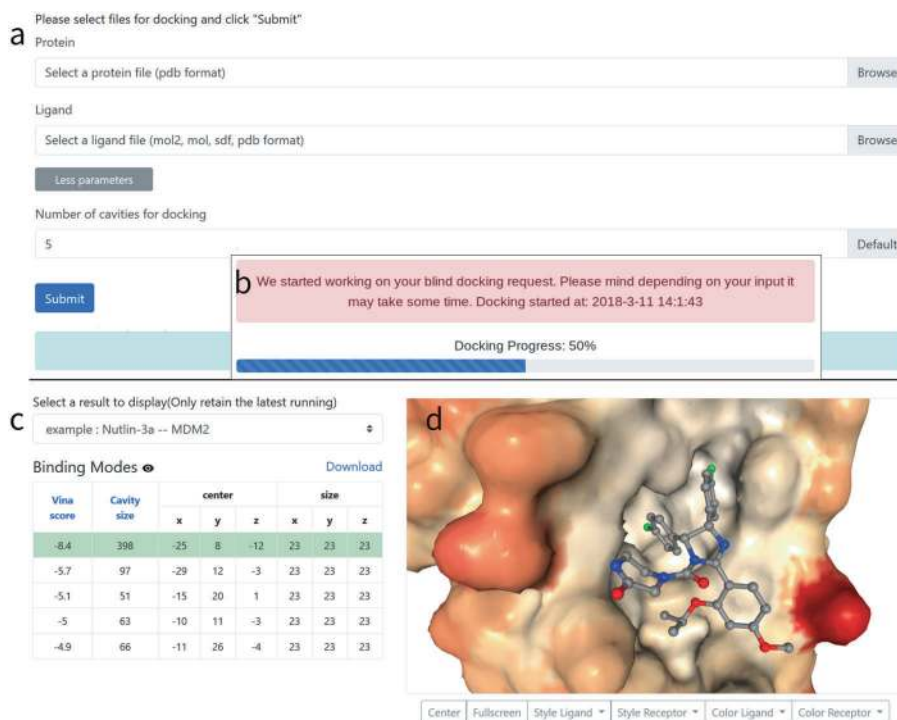 Please select files for docking and click "Submit"
a
Protein
Select a protein file (pdb format)
Browse
Ligand
Select a ligand file (mol2, mol, sdf, pdb format)
Browse
Less parameters
Number of cavities for docking
5
Default
Submit
b
We started working on your blind docking request. Please mind depending on your input it
may take some time. Docking started at: 2018-3-11 14:1:43
Docking Progress: 50%
c
Select a result to display(Only retain the latest running)
example : Nutlin-3a -- MDM2
Binding Modes
Download
Vina score Cavity size center size
x y z x y z
-8.4 398 -25 8 -12 23 23 23
-5.7 97 -29 12 -3 23 23 23
-5.1 51 -15 20 1 23 23 23
-5 63 -10 11 -3 23 23 23
-4.9 66 -11 26 -4 23 23 23
d
Center Fullscreen Style Ligand Style Receptor Color Ligand Color Receptor